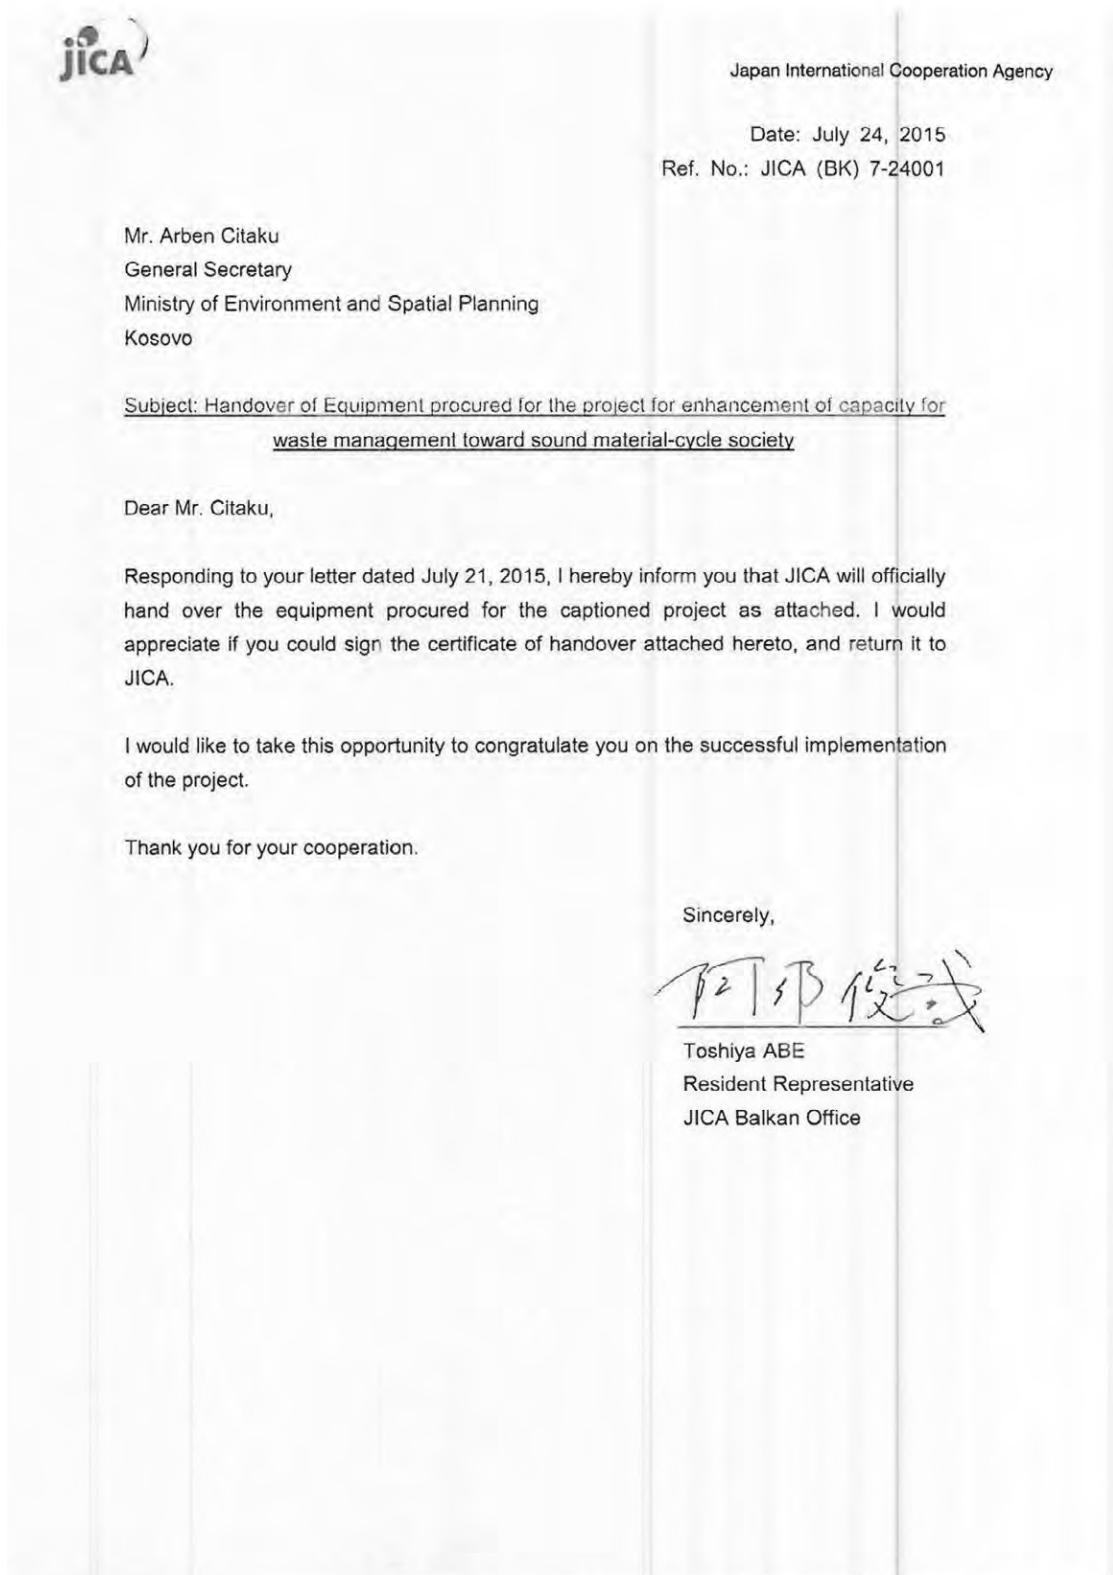 jica
Japan International Cooperation Agency
Date: July 24, 2015
Ref. No.: JICA (BK) 7-24001
Mr. Arben Citaku
General Secretary
Ministry of Environment and Spatial Planning
Kosovo
Subject: Handover of Equipment procured for the project for enhancement of capacity for
waste management toward sound material-cycle society
Dear Mr. Citaku,
Responding to your letter dated July 21, 2015, I hereby inform you that JICA will officially
hand over the equipment procured for the captioned project as attached. I would
appreciate if you could sign the certificate of handover attached hereto, and return it to
JICA.
I would like to take this opportunity to congratulate you on the successful implementation
of the project.
Thank you for your cooperation.
Sincerely,
Toshiya ABE
Resident Representative
JICA Balkan Office